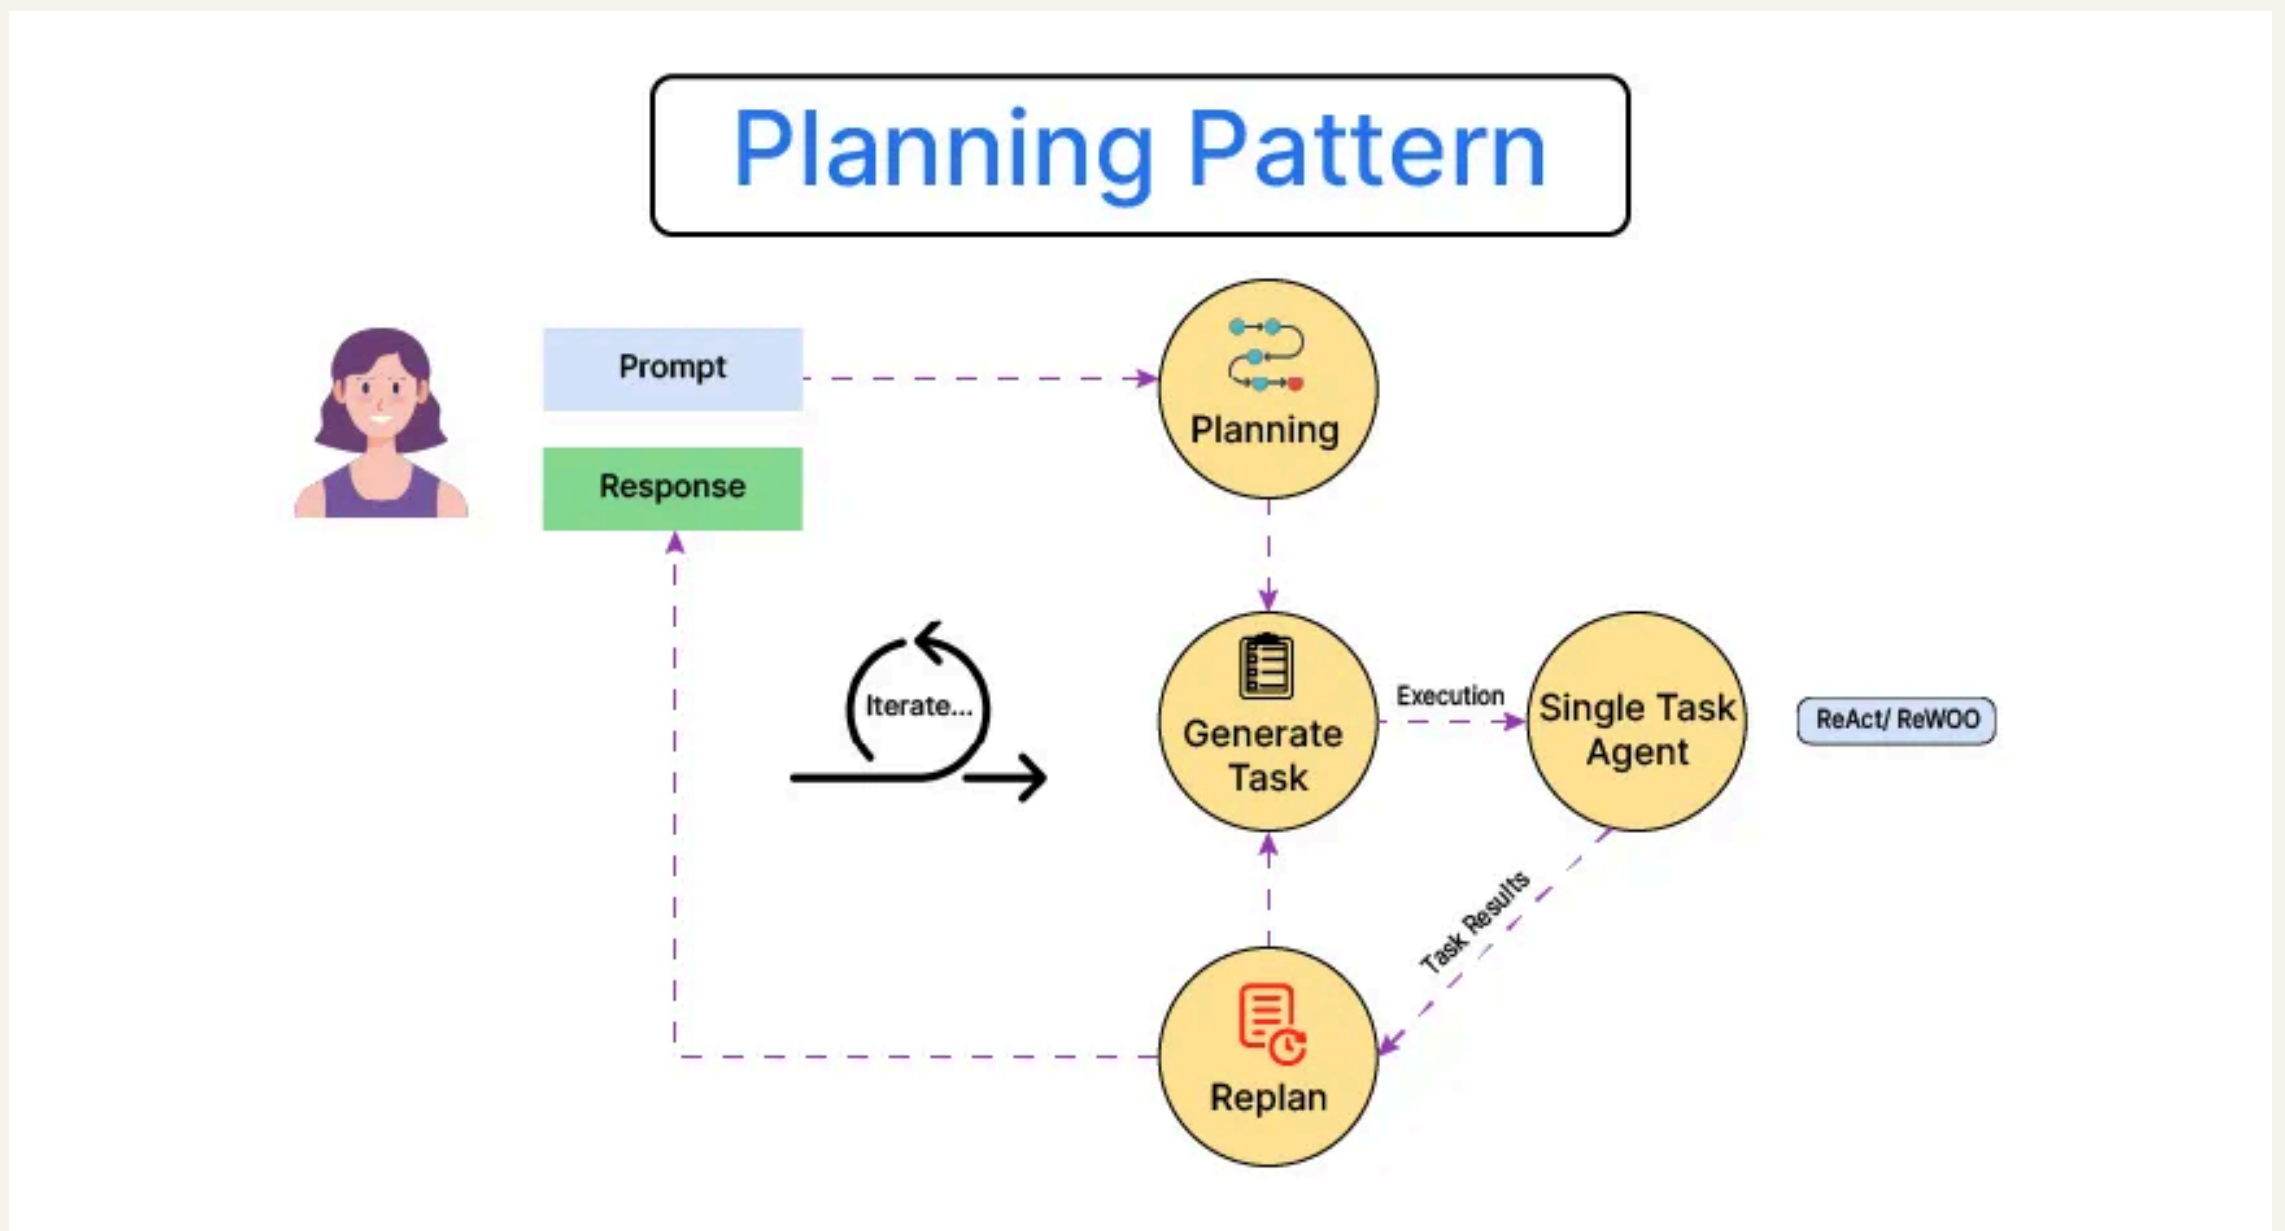 Planning Pattern
Prompt
Planning
Response
Iterate...
Generate
Task
Execution
Single Task
Agent
ReAct/ ReWOO
Task Results
Replan